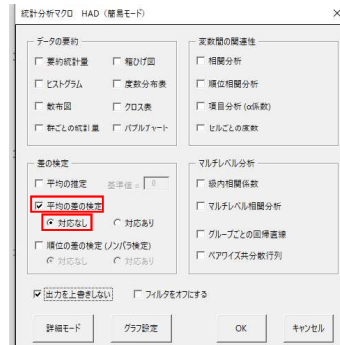 統計分析マクロ HAD (簡易モード)
データの要約
要約統計量 箱ひげ図
ヒストグラム 度数分布表
散布図 クロス表
群ごとの統計量 バブルチャート
変数間の関連性
相関分析
順位相関分析
項目分析(α係数)
セルごとの度数
差の検定
平均の推定 基準値= 0
平均の差の検定
対応なし 対応あり
順位の差の検定(ノンパラ検定)
対応なし 対応あり
マルチレベル分析
級内相関係数
マルチレベル相関分析
グループごとの回帰直線
ペアワイズ共分散行列
出力を上書きしない フィルタをオフにする
詳細モード グラフ設定 OK キャンセル